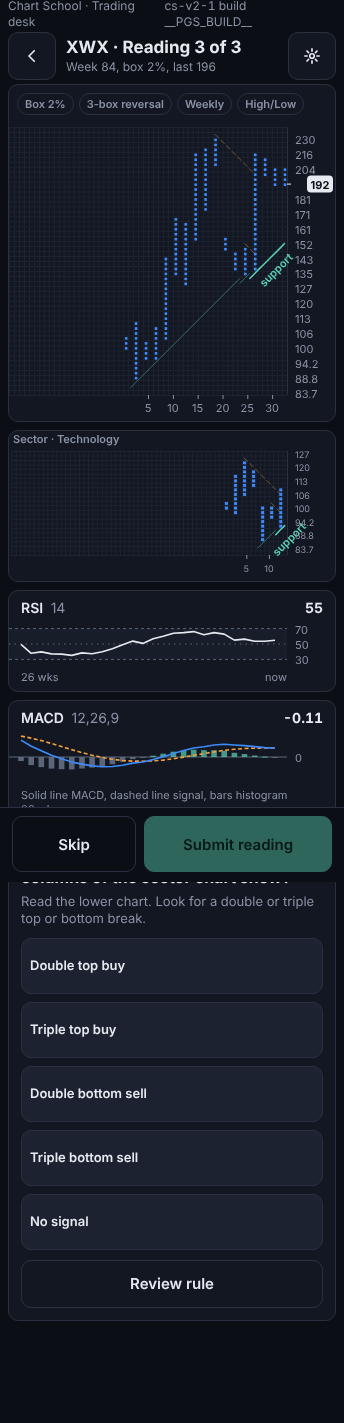 Chart School · Trading desk
cs-v2-1 build __PGS_BUILD__
XWX · Reading 3 of 3
Week 84, box 2%, last 196
Box 2%
3-box reversal
Weekly
High/Low
230
216
204
192
181
171
161
152
143
135
127
120
113
106
100
94.2
88.8
83.7
support
5 10 15 20 25 30
Sector · Technology
127
120
113
106
100
94.2
88.8
83.7
support
5 10
RSI 14 55
70
50
30
26 wks now
MACD 12,26,9 -0.11
0
Solid line MACD, dashed line signal, bars histogram
Skip
Submit reading
Read the lower chart. Look for a double or triple
top or bottom break.
Double top buy
Triple top buy
Double bottom sell
Triple bottom sell
No signal
Review rule